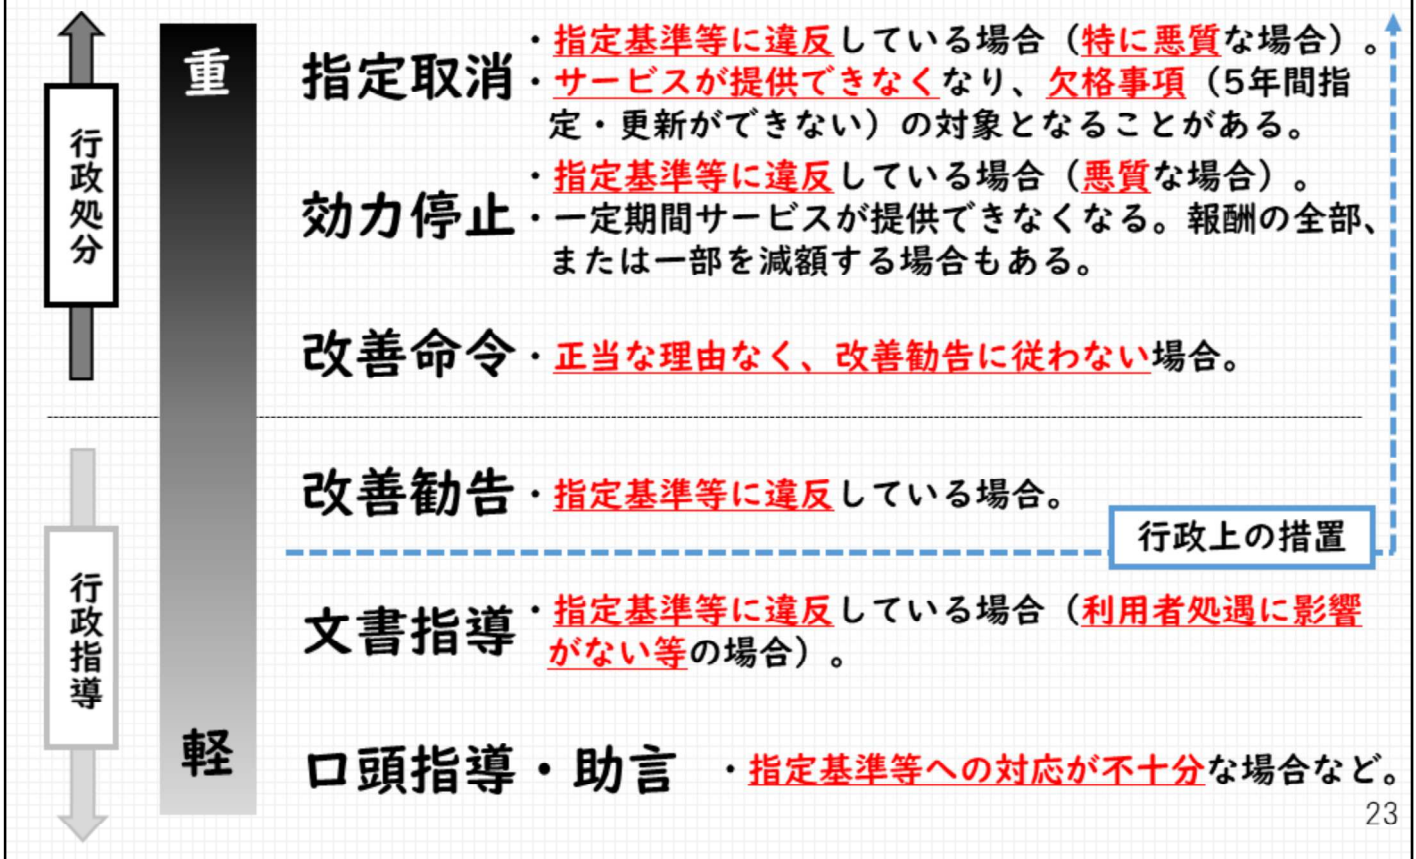 行政処分
重
指定取消
・指定基準等に違反している場合（特に悪質な場合）。
・サービスが提供できなくなり、欠格事項（5年間指
定・更新ができない）の対象となることがある。
効力停止
・指定基準等に違反している場合（悪質な場合）。
・一定期間サービスが提供できなくなる。報酬の全部、
または一部を減額する場合もある。
改善命令
・正当な理由なく、改善勧告に従わない場合。
行政指導
改善勧告
・指定基準等に違反している場合。
行政上の措置
文書指導
・指定基準等に違反している場合（利用者処遇に影響
がない等の場合）。
軽
口頭指導・助言
・指定基準等への対応が不十分な場合など。
23